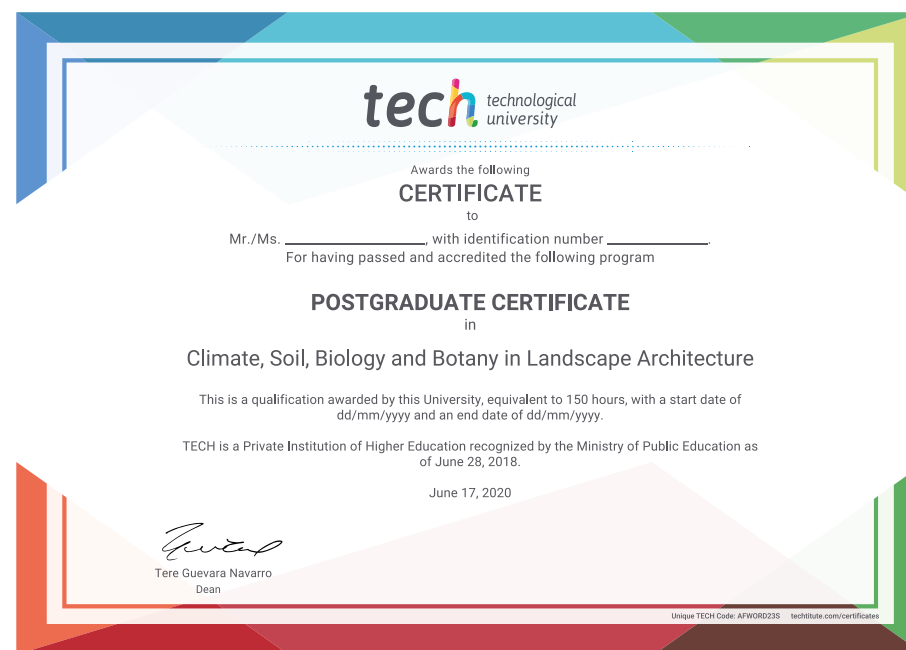 tech technological
university
Awards the following
CERTIFICATE
to
Mr./Ms. ____________________, with identification number ______________.
For having passed and accredited the following program
POSTGRADUATE CERTIFICATE
in
Climate, Soil, Biology and Botany in Landscape Architecture
This is a qualification awarded by this University, equivalent to 150 hours, with a start date of
dd/mm/yyyy and an end date of dd/mm/yyyy.
TECH is a Private Institution of Higher Education recognized by the Ministry of Public Education as
of June 28, 2018.
June 17, 2020
Tere Guevara Navarro
Dean
Unique TECH Code: AFWORD23S techtitute.com/certificates